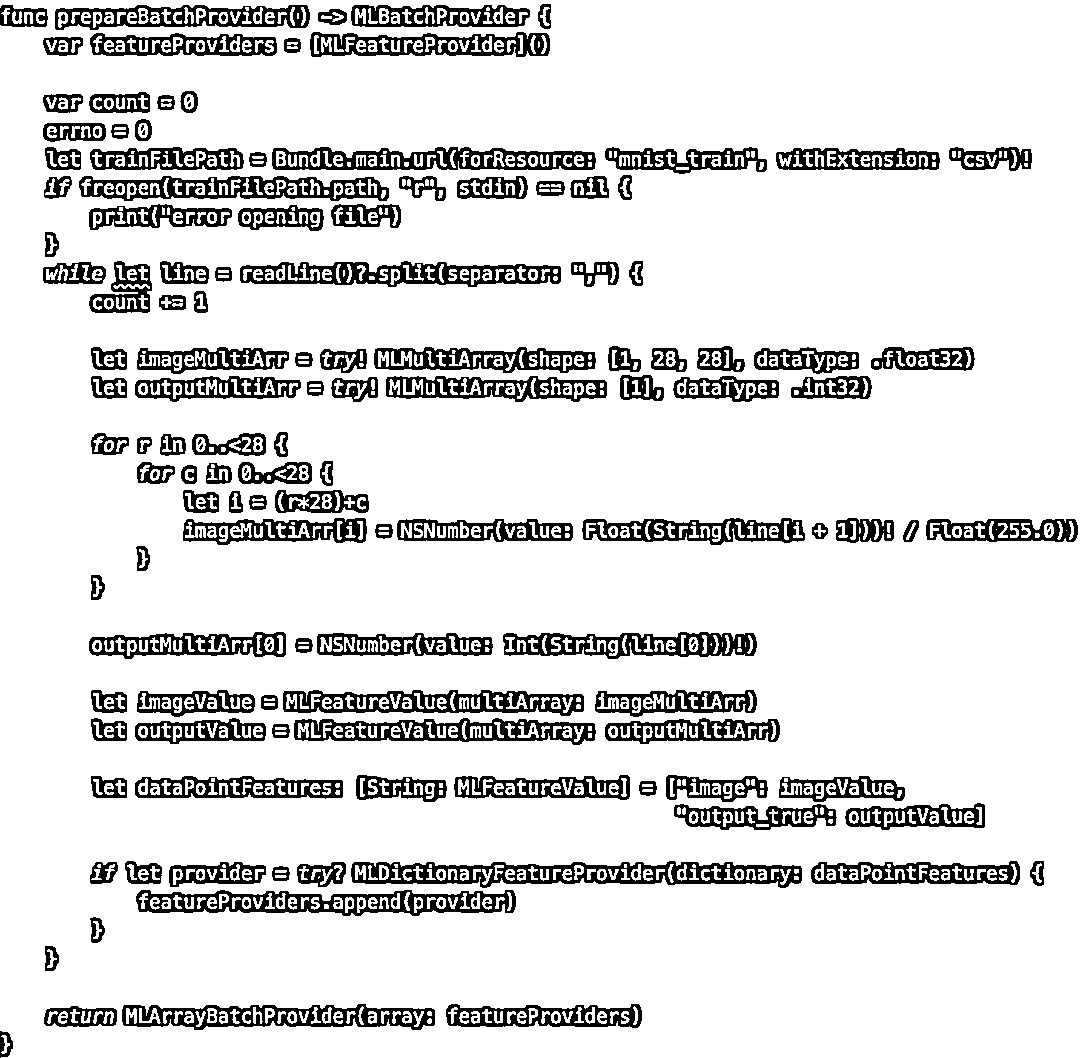 func prepareBatchProvider() -> MLBatchProvider {
    var featureProviders = [MLFeatureProvider]()

    var count = 0
    errno = 0
    let trainFilePath = Bundle.main.url(forResource: "mnist_train", withExtension: "csv")!
    if freopen(trainFilePath.path, "r", stdin) == nil {
        print("error opening file")
    }
    while let line = readLine()?.split(separator: ",") {
        count += 1

        let imageMultiArr = try! MLMultiArray(shape: [1, 28, 28], dataType: .float32)
        let outputMultiArr = try! MLMultiArray(shape: [1], dataType: .int32)

        for r in 0..<28 {
            for c in 0..<28 {
                let i = (r*28)+c
                imageMultiArr[i] = NSNumber(value: Float(String(line[i + 1]))! / Float(255.0))
            }
        }

        outputMultiArr[0] = NSNumber(value: Int(String(line[0]))!)

        let imageValue = MLFeatureValue(multiArray: imageMultiArr)
        let outputValue = MLFeatureValue(multiArray: outputMultiArr)

        let dataPointFeatures: [String: MLFeatureValue] = ["image": imageValue,
                                                           "output_true": outputValue]

        if let provider = try? MLDictionaryFeatureProvider(dictionary: dataPointFeatures) {
            featureProviders.append(provider)
        }
    }

    return MLArrayBatchProvider(array: featureProviders)
}